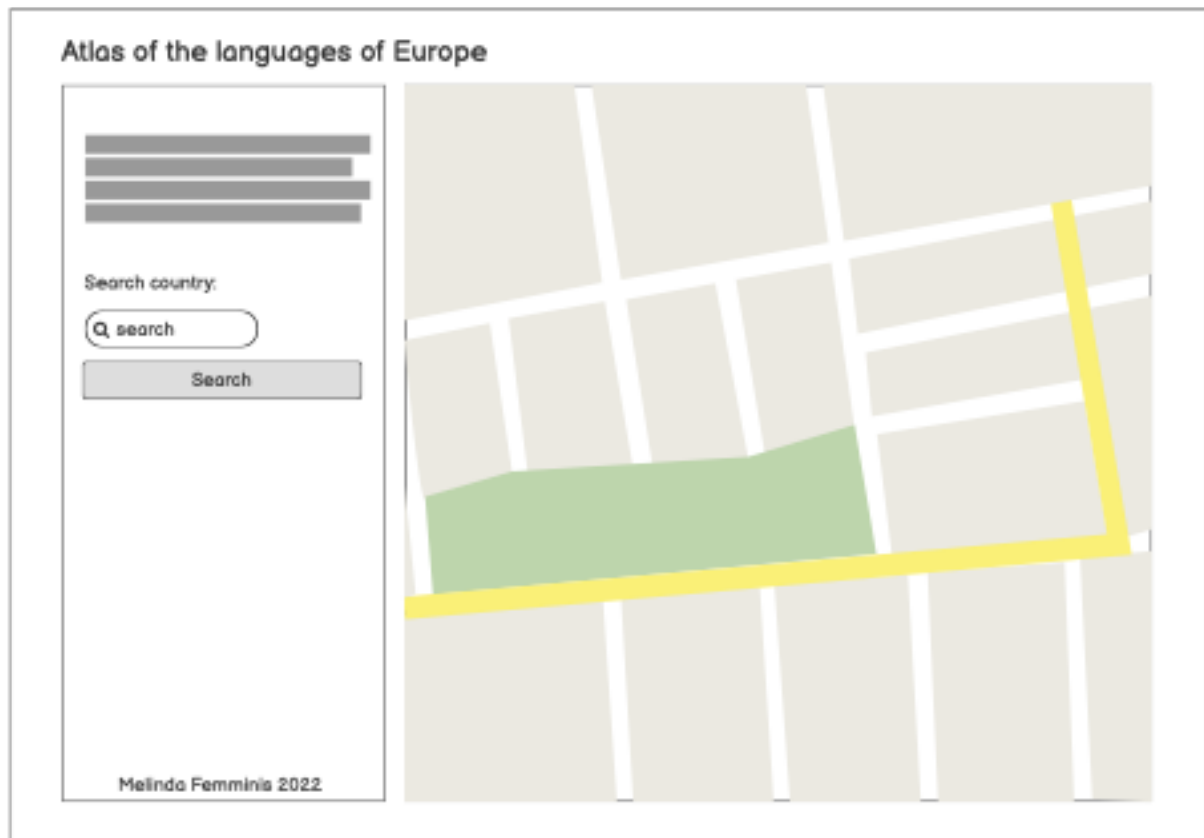 Atlas of the languages of Europe
Search country:
search
Search
Melinda Femminis 2022